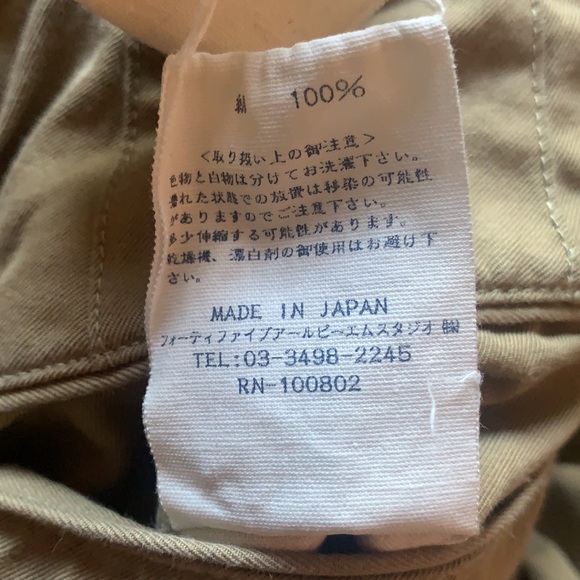 綿 100%
<取り扱い上の御注意>
色物と白物は分けてお洗濯下さい。
濡れた状態での放置は移染の可能性
がありますのでご注意下さい。
多少伸縮する可能性があります。
乾燥機、漂白剤の御使用はお避け下
さい。
MADE IN JAPAN
フォーティファイブアールピーエムスタジオ ㈱
TEL:03-3498-2245
RN-100802